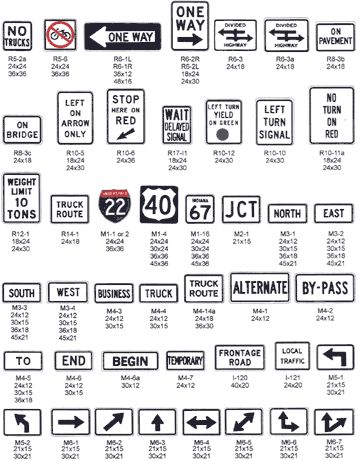 NO
TRUCKS
R5-2a
24x24
36x36
R5-6
24x24
36x36
ONE WAY
R6-1L
R6-1R
36x12
48x16
ONE
WAY
R6-2R
R5-2L
18x24
24x30
DIVIDED
HIGHWAY
R6-3
24x18
DIVIDED
HIGHWAY
R6-3a
24x18
ON
PAVEMENT
R8-3b
24x18
ON
BRIDGE
R8-3c
24x18
LEFT
ON
ARROW
ONLY
R10-5
18x24
24x30
STOP
HERE ON
RED
R10-6
24x36
WAIT
DELAYED
SIGNAL
R17-I1
18x24
24x30
LEFT TURN
YIELD
ON GREEN
R10-12
24x30
LEFT
TURN
SIGNAL
R10-10
24x30
NO
TURN
ON
RED
R10-11a
18x24
24x30
WEIGHT
LIMIT
10
TONS
R12-1
18x24
24x30
TRUCK
ROUTE
R14-1
24x18
22
M1-1 or 2
24x24
36x36
40
M1-4
24x24
30x24
36x36
45x36
INDIANA
67
M1-16
24x24
30x24
36x36
45x36
JCT
M2-1
21x15
NORTH
M3-1
24x12
30x15
36x18
45x21
EAST
M3-2
24x12
30x15
36x18
45x21
SOUTH
M3-3
24x12
30x15
36x18
45x21
WEST
M3-4
24x12
30x15
36x18
45x21
BUSINESS
M4-3
24x12
30x15
TRUCK
M4-4
24x12
30x15
TRUCK
ROUTE
M4-14a
24x18
36x30
ALTERNATE
M4-1
24x12
BY-PASS
M4-2
24x12
TO
M4-5
24x12
30x15
END
M4-6
24x12
30x15
BEGIN
M4-6a
30x12
TEMPORARY
M4-7
24x12
FRONTAGE
ROAD
I-120
40x20
LOCAL
TRAFFIC
I-121
24x20
M5-1
21x15
30x21
M5-2
21x15
30x21
M6-1
21x15
30x21
M6-2
21x15
30x21
M6-3
21x15
30x21
M6-4
21x15
30x21
M6-5
21x15
30x21
M6-6
21x15
30x21
M6-7
21x15
30x21